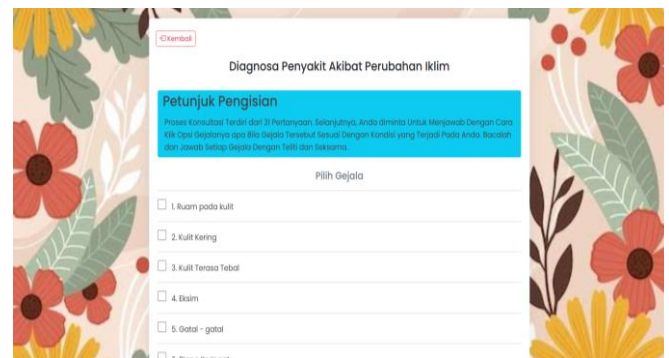 Kembali
Diagnosa Penyakit Akibat Perubahan Iklim
Petunjuk Pengisian
Proses Konsultasi Terdiri dari 31 Pertanyaan. Selanjutnya, Anda diminta Untuk Menjawab Dengan Cara
Klik Opsi Gejalanya apa Bila Gejala Tersebut Sesuai Dengan Kondisi yang Terjadi Pada Anda. Bacalah
dan Jawab Setiap Gejala Dengan Teliti dan Seksama.
Pilih Gejala
1. Ruam pada kulit
2. Kulit Kering
3. Kulit Terasa Tebal
4. Eksim
5. Gatal - gatal